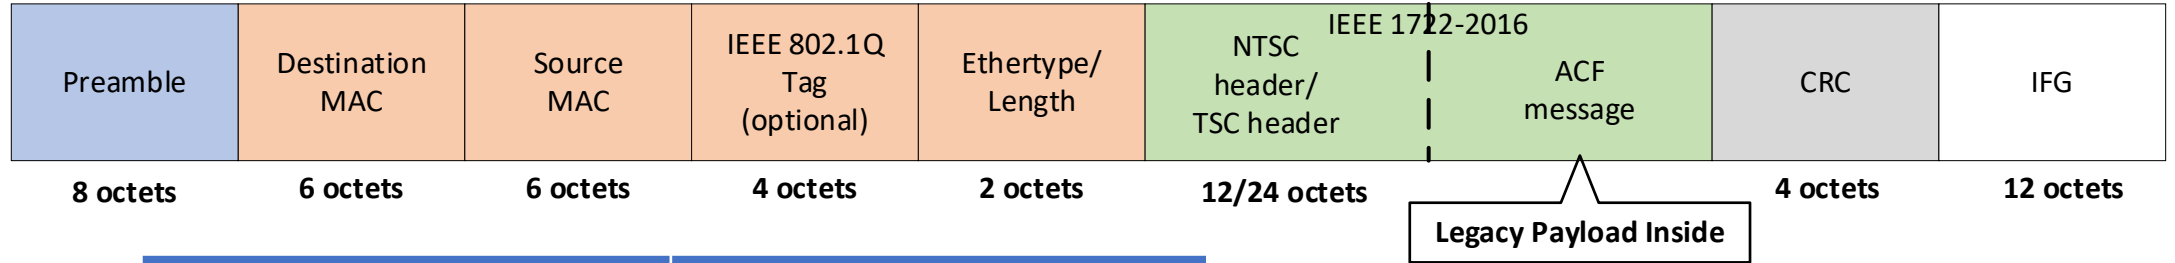 Preamble
Destination
MAC
Source
MAC
IEEE 802.1Q
Tag
(optional)
Ethertype/
Length
IEEE 1722-2016
NTSC
header/
TSC header
ACF
message
CRC
IFG
8 octets
6 octets
6 octets
4 octets
2 octets
12/24 octets
4 octets
12 octets
Legacy Payload Inside